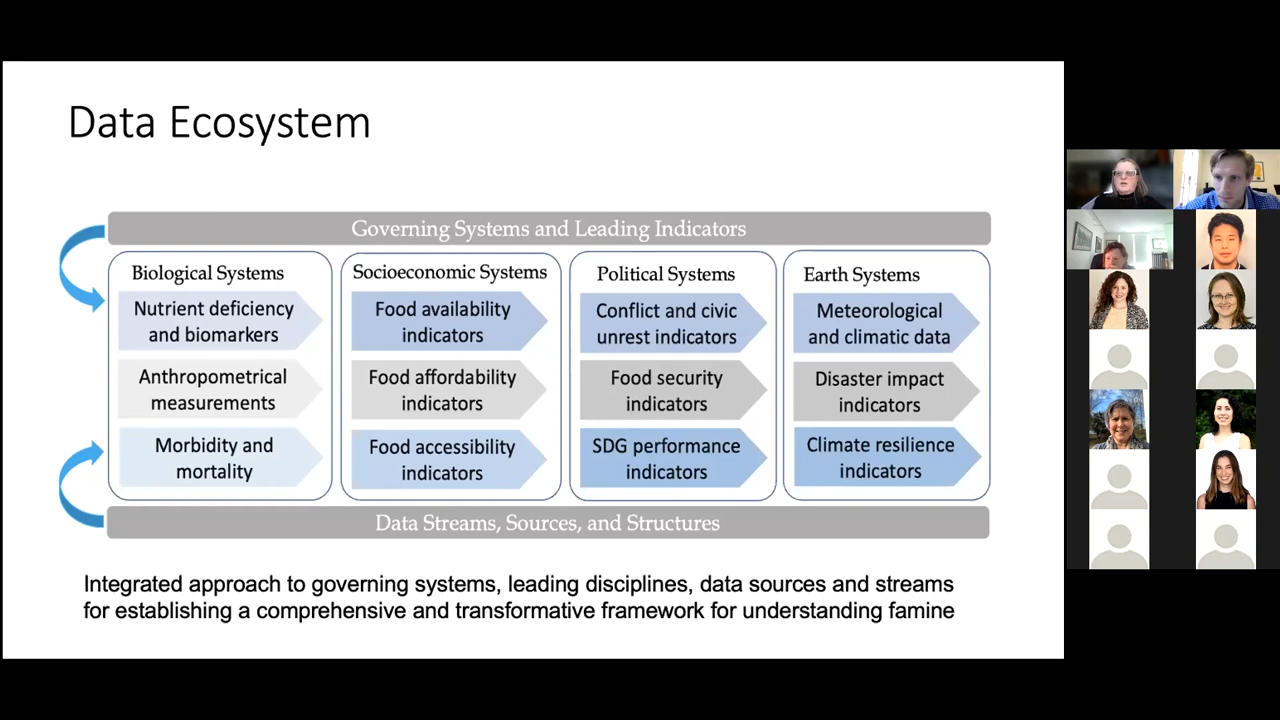 Data Ecosystem
Governing Systems and Leading Indicators
Biological Systems
Nutrient deficiency
and biomarkers
Anthropometrical
measurements
Morbidity and
mortality
Socioeconomic Systems
Food availability
indicators
Food affordability
indicators
Food accessibility
indicators
Political Systems
Conflict and civic
unrest indicators
Food security
indicators
SDG performance
indicators
Earth Systems
Meteorological
and climatic data
Disaster impact
indicators
Climate resilience
indicators
Data Streams, Sources, and Structures
Integrated approach to governing systems, leading disciplines, data sources and streams
for establishing a comprehensive and transformative framework for understanding famine